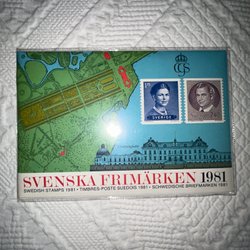 SVERIGE
SVENSKA FRIMÄRKEN 1981
SWEDISH STAMPS 1981 • TIMBRES-POSTE SUEDOIS 1981 • SCHWEDISCHE BRIEFMARKEN 1981